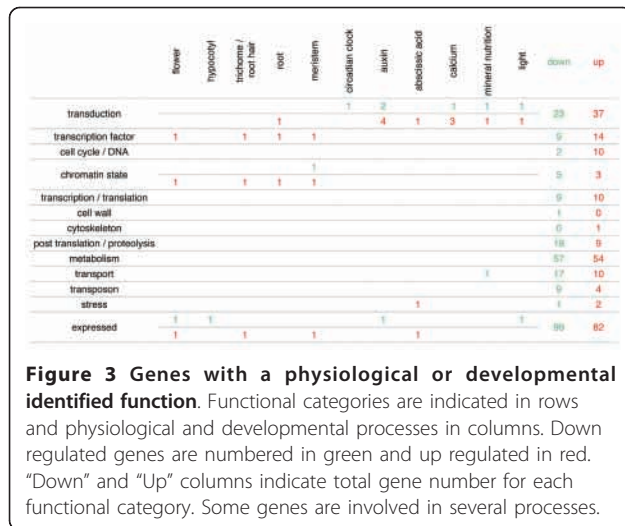 flower hypocotyl trichome / root hair root meristem circadian clock auxin abscissic acid calcium mineral nutrition light down up
1 2 1 1 1
transduction 23 37
1 4 1 3 1 1
transcription factor 1 1 1 1 9 14
cell cycle / DNA 2 10
1
chromatin state 5 3
1 1 1 1
transcription / translation 9 10
cell wall 1 0
cytoskeleton 0 1
post translation / proteolysis 18 9
metabolism 57 54
transport 1 17 10
transposon 9 4
stress 1 1 2
1 1 1 1
expressed 82
1 1 1 1
Figure 3 Genes with a physiological or developmental
identified function. Functional categories are indicated in rows
and physiological and developmental processes in columns. Down
regulated genes are numbered in green and up regulated in red.
"Down" and "Up" columns indicate total gene number for each
functional category. Some genes are involved in several processes.